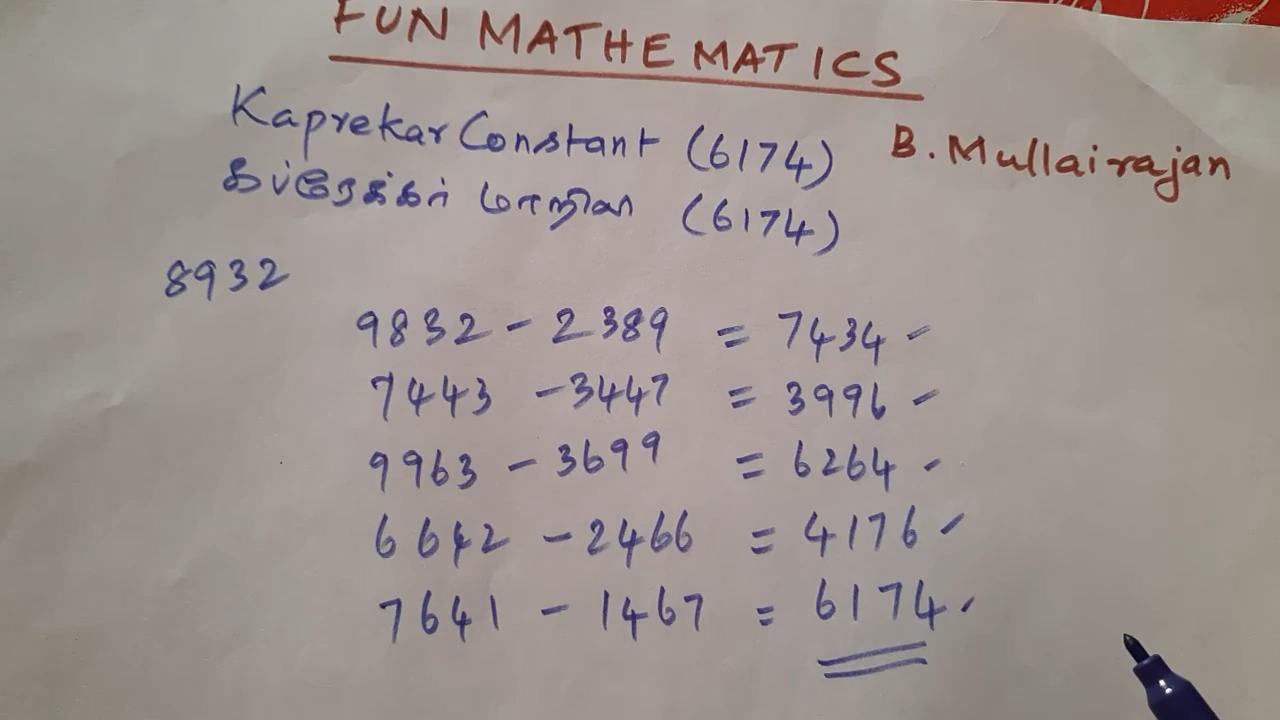 FUN MATHEMATICS
Kaprekar Constant (6174) B. Mullairajan
கப்ரேக்கர் மாறிலி (6174)
8932
9832 - 2389 = 7434
7443 - 3447 = 3996
9963 - 3699 = 6264
6642 - 2466 = 4176
7641 - 1467 = 6174